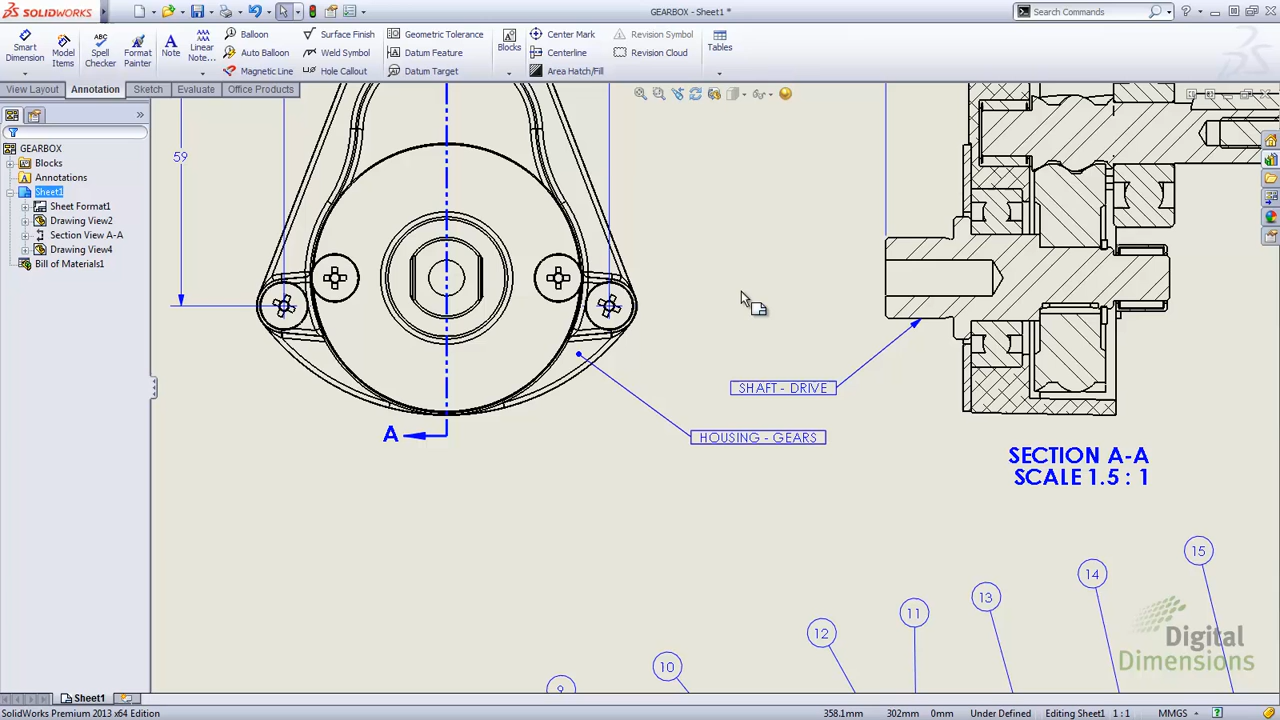 SOLIDWORKS
GEARBOX - Sheet1 *
Search Commands
Smart Dimension
Model Items
Spell Checker
Format Painter
Note
Linear Note...
Balloon
Auto Balloon
Magnetic Line
Surface Finish
Weld Symbol
Hole Callout
Geometric Tolerance
Datum Feature
Datum Target
Blocks
Center Mark
Centerline
Area Hatch/Fill
Revision Symbol
Revision Cloud
Tables
View Layout
Annotation
Sketch
Evaluate
Office Products
GEARBOX
Blocks
Annotations
Sheet1
Sheet Format1
Drawing View2
Section View A-A
Drawing View4
Bill of Materials1
59
A
SHAFT - DRIVE
HOUSING - GEARS
SECTION A-A
SCALE 1.5 : 1
9
10
12
11
13
14
15
Digital
Dimensions
Sheet1
SolidWorks Premium 2013 x64 Edition
358.1mm
302mm
0mm
Under Defined
Editing Sheet1
1 : 1
MMGS